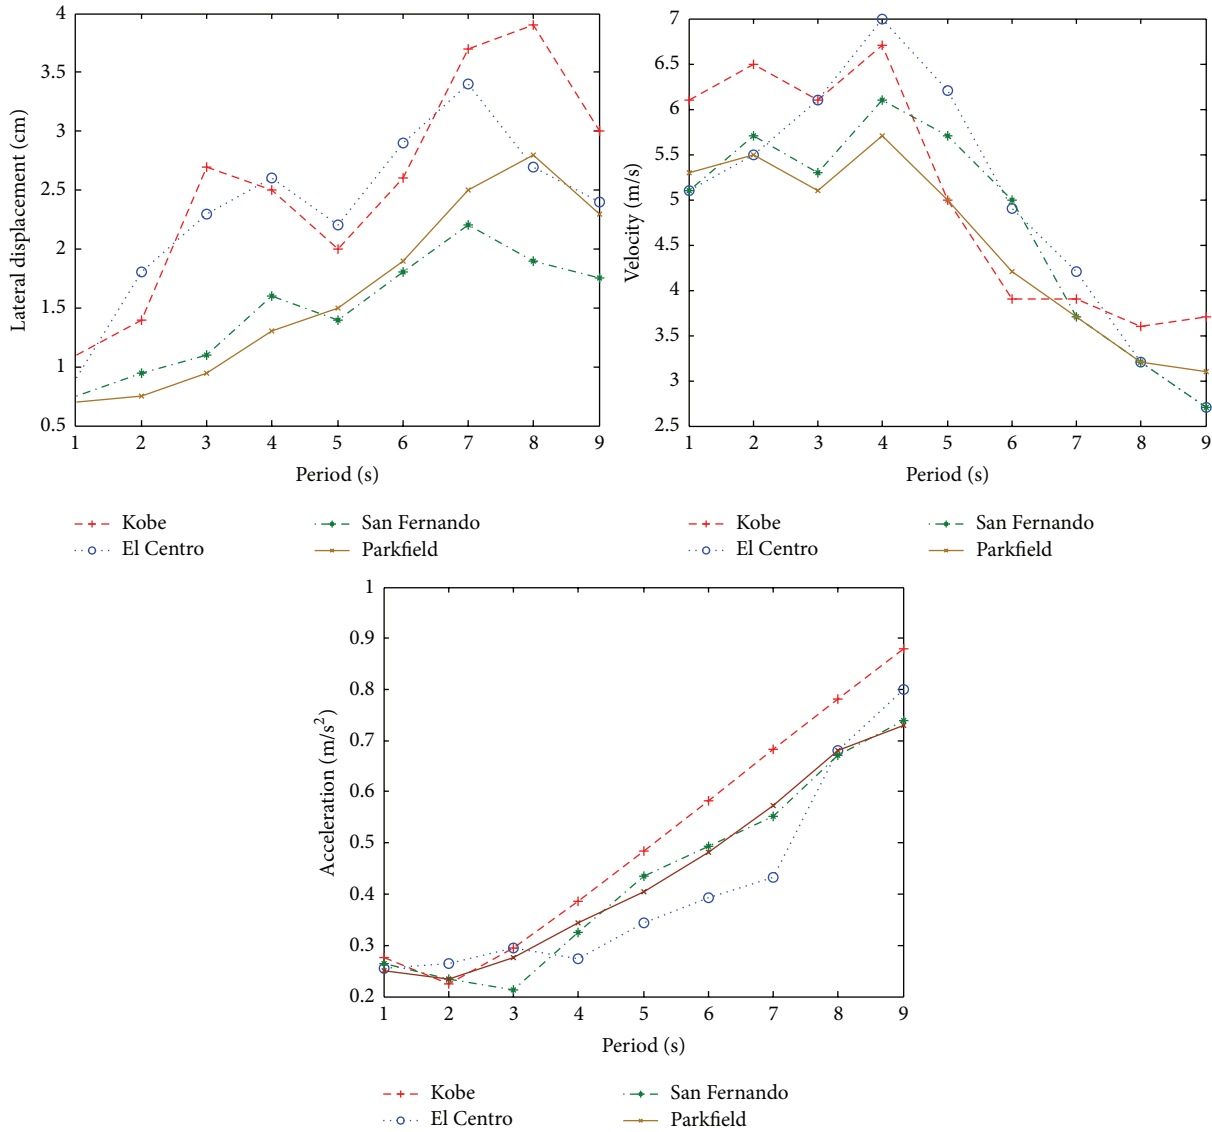 4
3.5
3
2.5
2
1.5
1
0.5
Lateral displacement (cm)
1 2 3 4 5 6 7 8 9
Period (s)
Kobe
El Centro
San Fernando
Parkfield
7
6.5
6
5.5
5
4.5
4
3.5
3
2.5
Velocity (m/s)
1 2 3 4 5 6 7 8 9
Period (s)
Kobe
El Centro
San Fernando
Parkfield
1
0.9
0.8
0.7
0.6
0.5
0.4
0.3
0.2
Acceleration (m/s²)
1 2 3 4 5 6 7 8 9
Period (s)
Kobe
El Centro
San Fernando
Parkfield